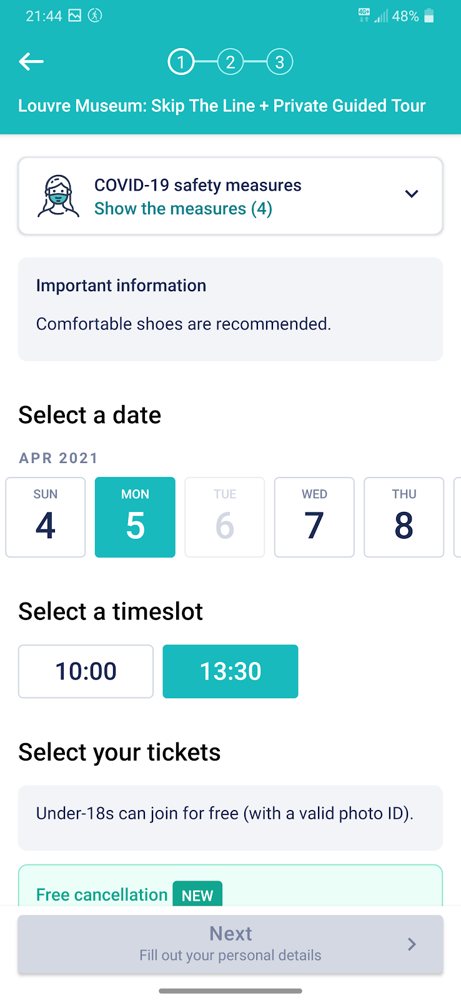 21:44
4G+ 48%
1 2 3
Louvre Museum: Skip The Line + Private Guided Tour
COVID-19 safety measures
Show the measures (4)
Important information
Comfortable shoes are recommended.
Select a date
APR 2021
SUN MON TUE WED THU
4 5 6 7 8
Select a timeslot
10:00 13:30
Select your tickets
Under-18s can join for free (with a valid photo ID).
Free cancellation NEW
Next
Fill out your personal details